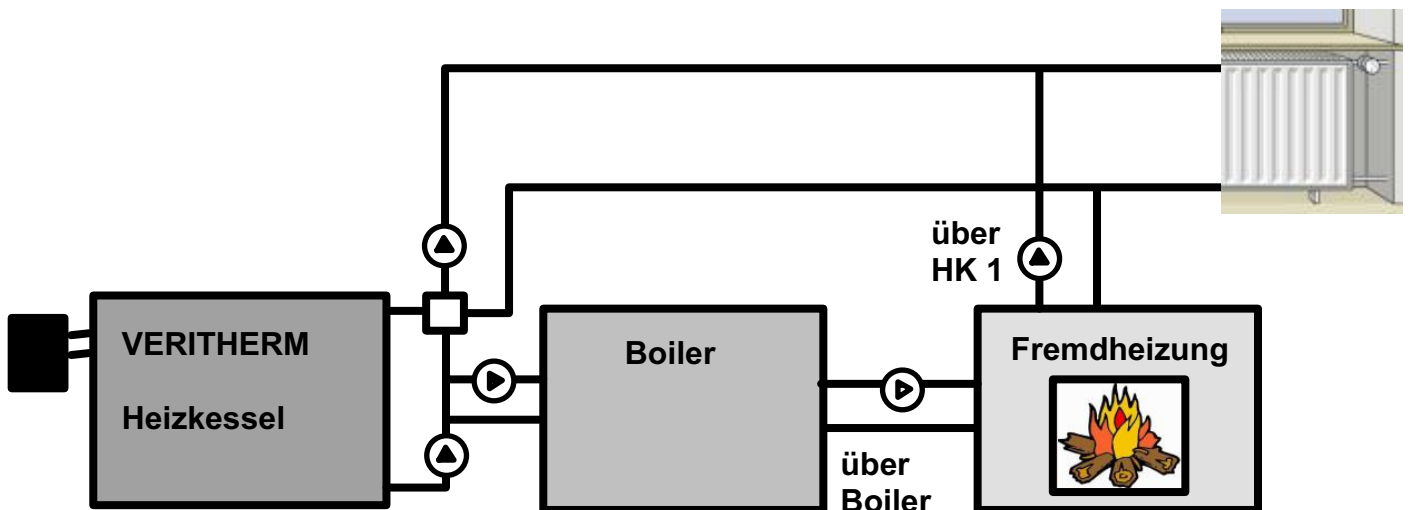 über
HK 1
VERITHERM
Heizkessel
Boiler
Fremdheizung
über
Boiler